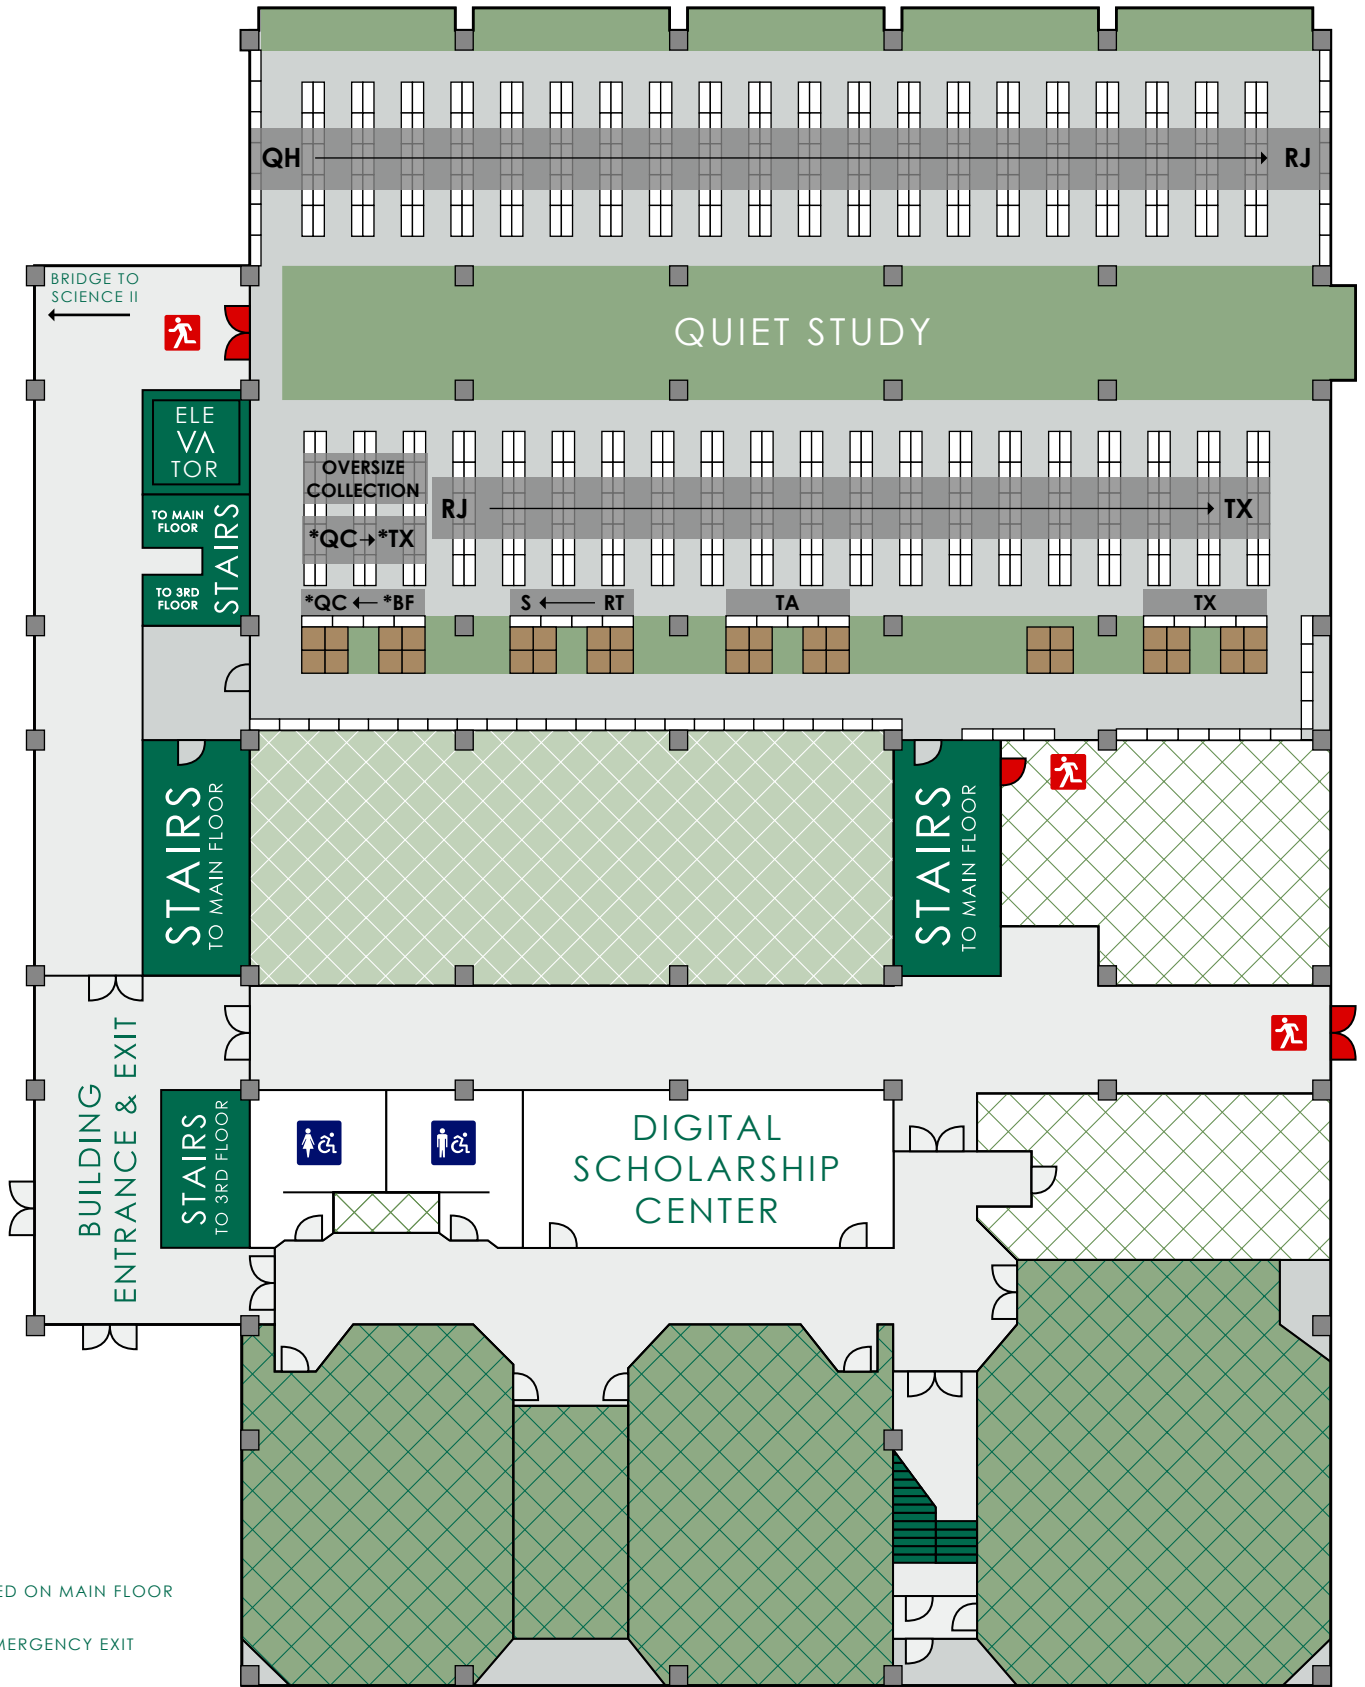 QH → RJ
BRIDGE TO
SCIENCE II
QUIET STUDY
ELE
VA
TOR
OVERSIZE
COLLECTION
*QC→*TX
RJ → TX
TO MAIN
FLOOR
TO 3RD
FLOOR
STAIRS
*QC ← *BF
S ← RT
TA
TX
STAIRS
TO MAIN FLOOR
STAIRS
TO MAIN FLOOR
BUILDING
ENTRANCE & EXIT
STAIRS
TO 3RD FLOOR
DIGITAL
SCHOLARSHIP
CENTER
ED ON MAIN FLOOR
MERGENCY EXIT